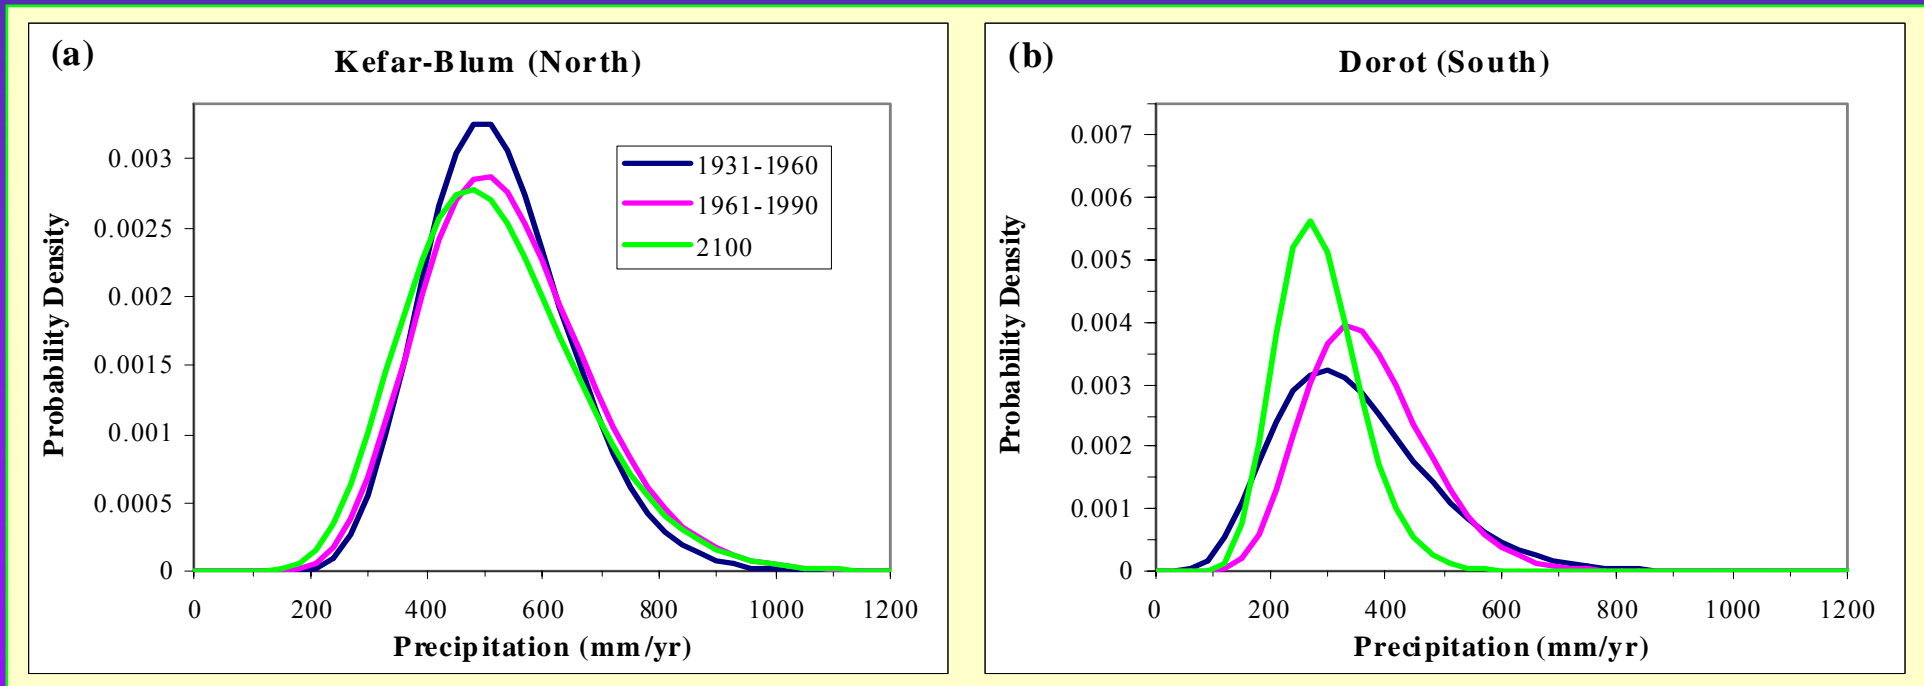 (a)
Kefar-Blum (North)
Probability Density
0.003
0.0025
0.002
0.0015
0.001
0.0005
0
0 200 400 600 800 1000 1200
Precipitation (mm/yr)
1931-1960
1961-1990
2100
(b)
Dorot (South)
Probability Density
0.007
0.006
0.005
0.004
0.003
0.002
0.001
0
0 200 400 600 800 1000 1200
Precipitation (mm/yr)